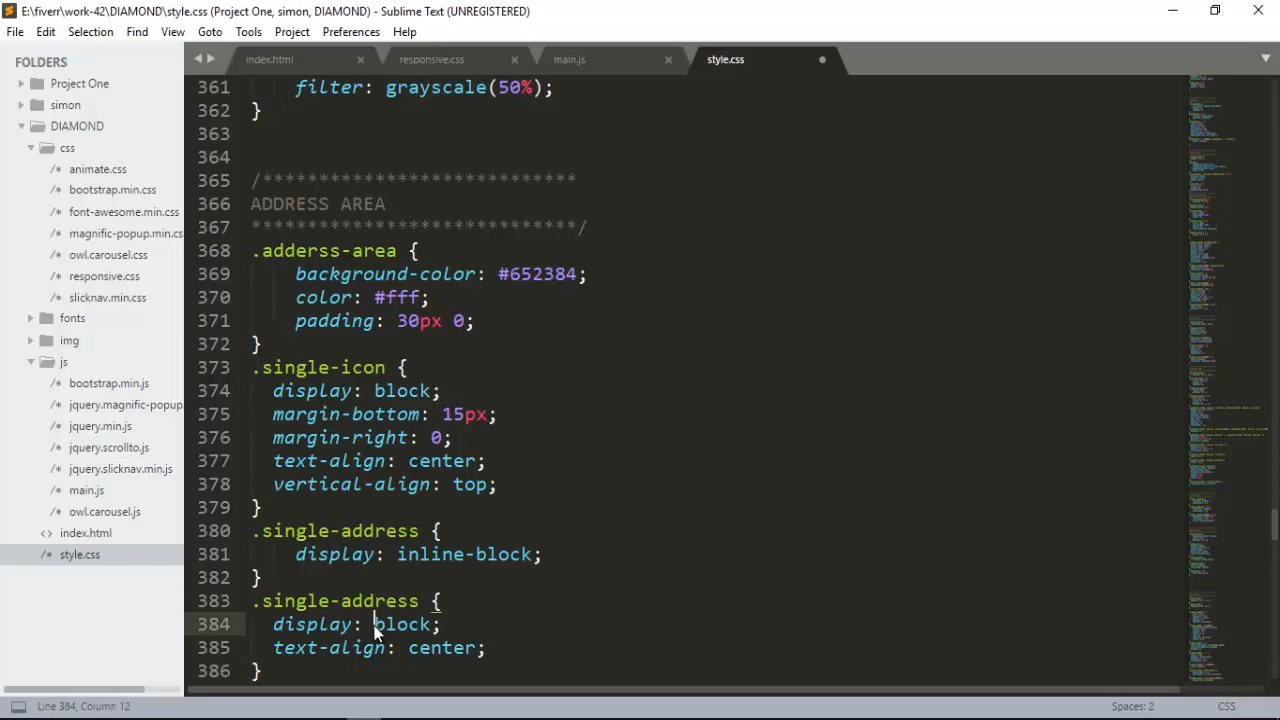 E:\fiverr\work-42\DIAMOND\style.css (Project One, simon, DIAMOND) - Sublime Text (UNREGISTERED)
File Edit Selection Find View Goto Tools Project Preferences Help
FOLDERS
Project One
simon
DIAMOND
css
/* animate.css
/* bootstrap.min.css
/* font-awesome.min.css
/* magnific-popup.min.cs
/* owl.carousel.css
/* responsive.css
/* slicknav.min.css
fonts
img
js
/* bootstrap.min.js
/* jquery.magnific-popup.
/* jquery.min.js
/* jquery.scrollto.js
/* jquery.slicknav.min.js
/* main.js
/* owl.carousel.js
<> index.html
/* style.css
index.html responsive.css main.js style.css
361 filter: grayscale(50%);
362 }
363
364
365 /****************************
366 ADDRESS AREA
367 *****************************/
368 .adderss-area {
369 background-color: #652384;
370 color: #fff;
371 padding: 30px 0;
372 }
373 .single-icon {
374 display: block;
375 margin-bottom: 15px;
376 margin-right: 0;
377 text-align: center;
378 vertical-align: top;
379 }
380 .single-address {
381 display: inline-block;
382 }
383 .single-address {
384 display: block;
385 text-align: center;
386 }
Line 384, Column 12 Spaces: 2 CSS